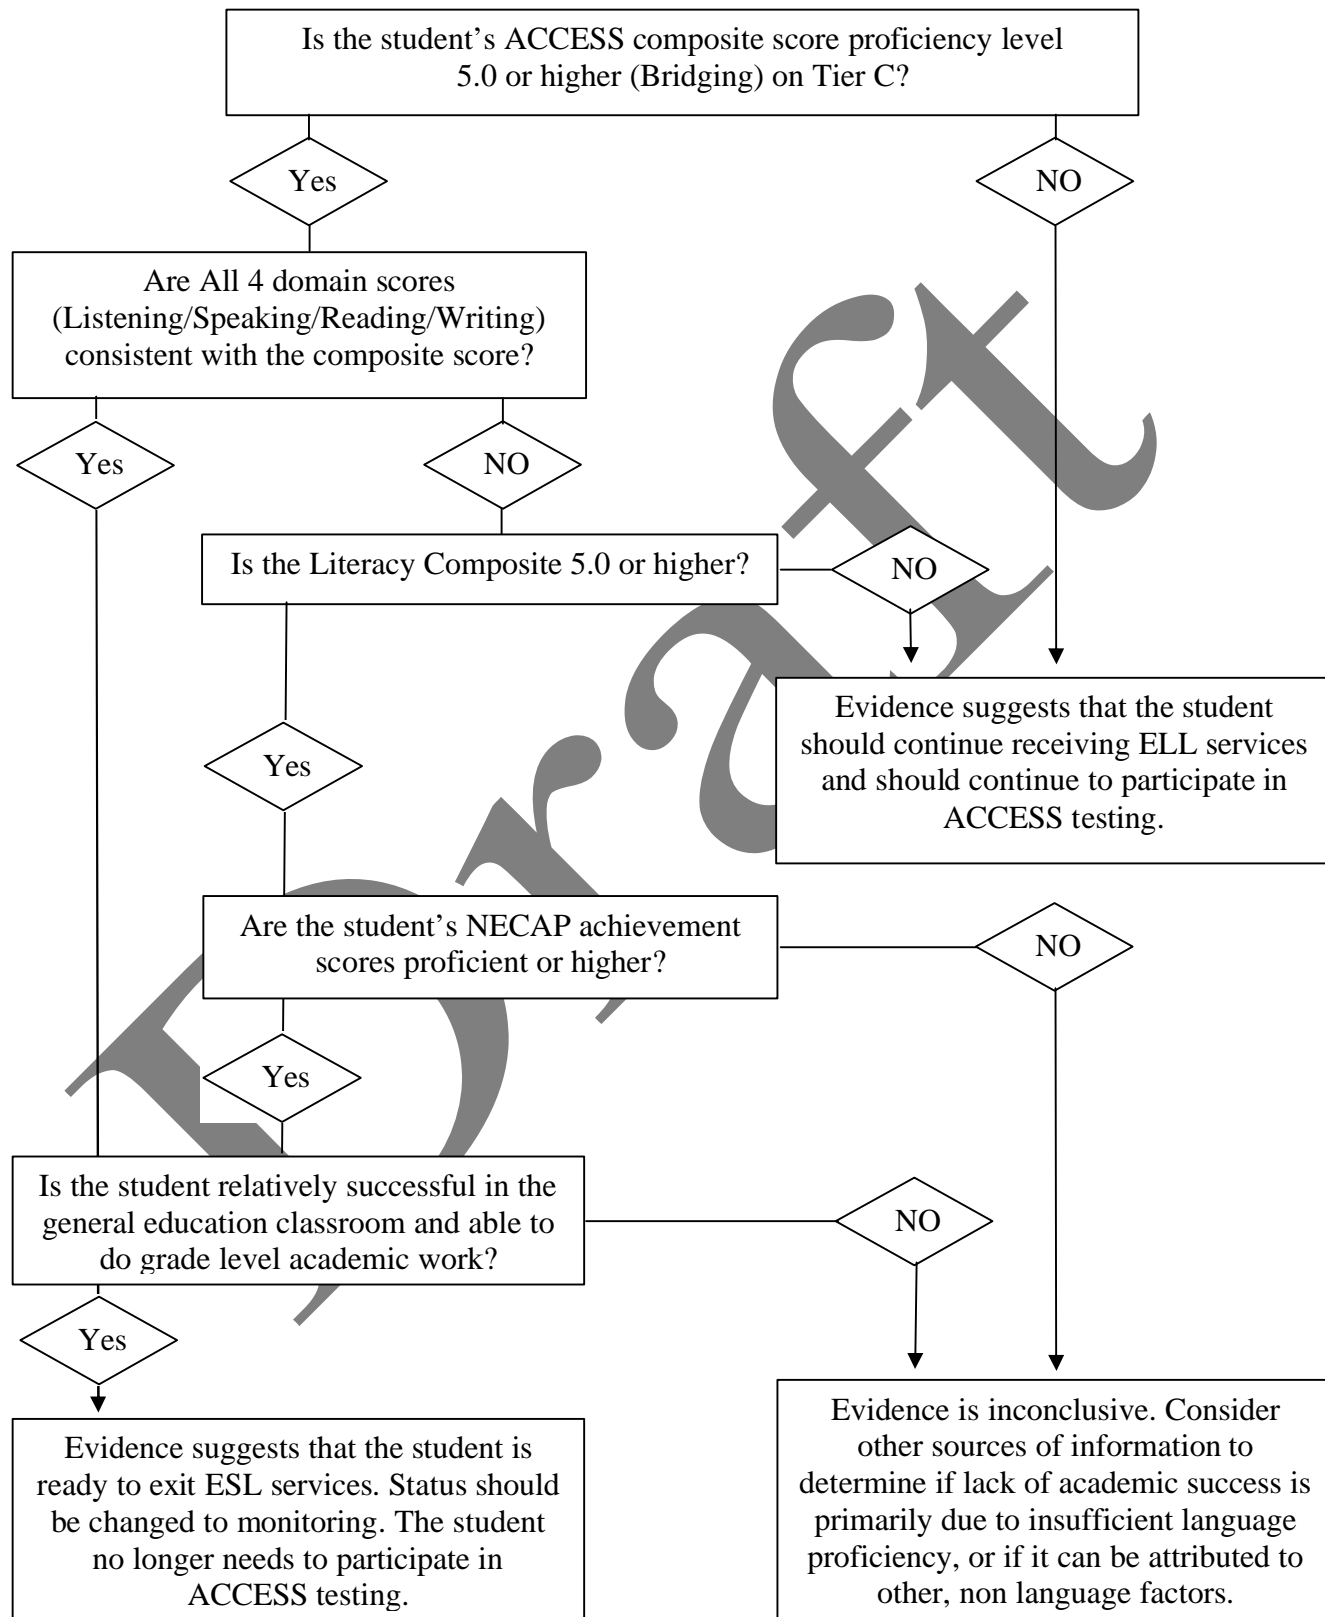 Is the student’s ACCESS composite score proficiency level
5.0 or higher (Bridging) on Tier C?
Yes
NO
Are All 4 domain scores
(Listening/Speaking/Reading/Writing)
consistent with the composite score?
Yes
NO
Is the Literacy Composite 5.0 or higher?
NO
Evidence suggests that the student
should continue receiving ELL services
and should continue to participate in
ACCESS testing.
Yes
Are the student’s NECAP achievement
scores proficient or higher?
NO
Yes
Is the student relatively successful in the
general education classroom and able to
do grade level academic work?
NO
Yes
Evidence suggests that the student is
ready to exit ESL services. Status should
be changed to monitoring. The student
no longer needs to participate in
ACCESS testing.
Evidence is inconclusive. Consider
other sources of information to
determine if lack of academic success is
primarily due to insufficient language
proficiency, or if it can be attributed to
other, non language factors.
Draft